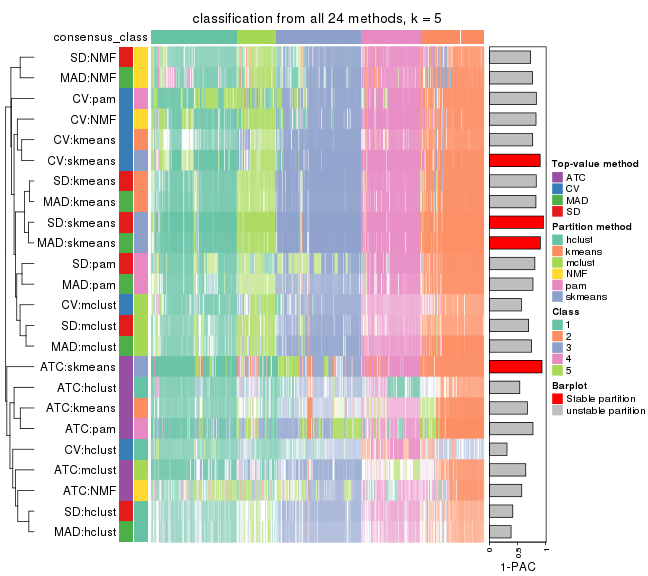 classification from all 24 methods, k = 5
consensus_class
SD:NMF
MAD:NMF
CV:pam
CV:NMF
CV:kmeans
CV:skmeans
SD:kmeans
MAD:kmeans
SD:skmeans
MAD:skmeans
SD:pam
MAD:pam
CV:mclust
SD:mclust
MAD:mclust
ATC:skmeans
ATC:hclust
ATC:kmeans
ATC:pam
CV:hclust
ATC:mclust
ATC:NMF
SD:hclust
MAD:hclust
0
0.5
1
1-PAC
Top-value method
ATC
CV
MAD
SD
Partition method
hclust
kmeans
mclust
NMF
pam
skmeans
Class
1
2
3
4
5
Barplot
Stable partition
unstable partition